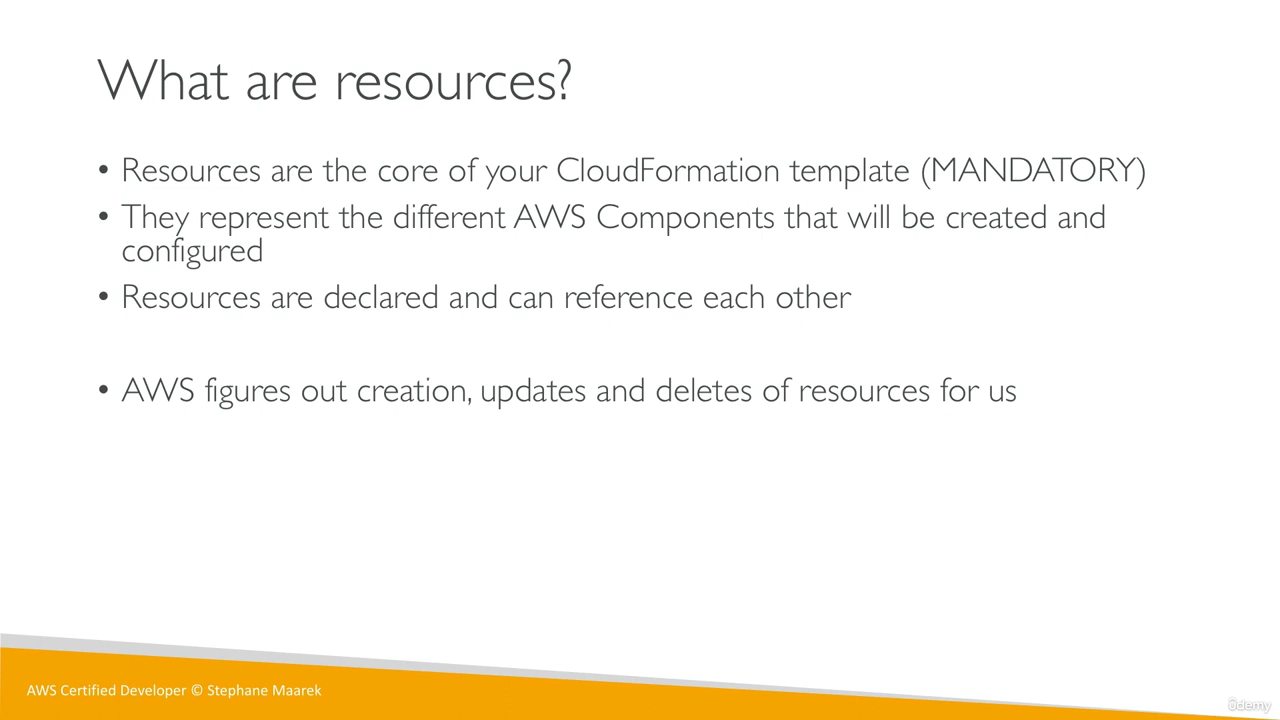 What are resources?
• Resources are the core of your CloudFormation template (MANDATORY)
• They represent the different AWS Components that will be created and
configured
• Resources are declared and can reference each other
• AWS figures out creation, updates and deletes of resources for us
AWS Certified Developer © Stephane Maarek
ûdemy